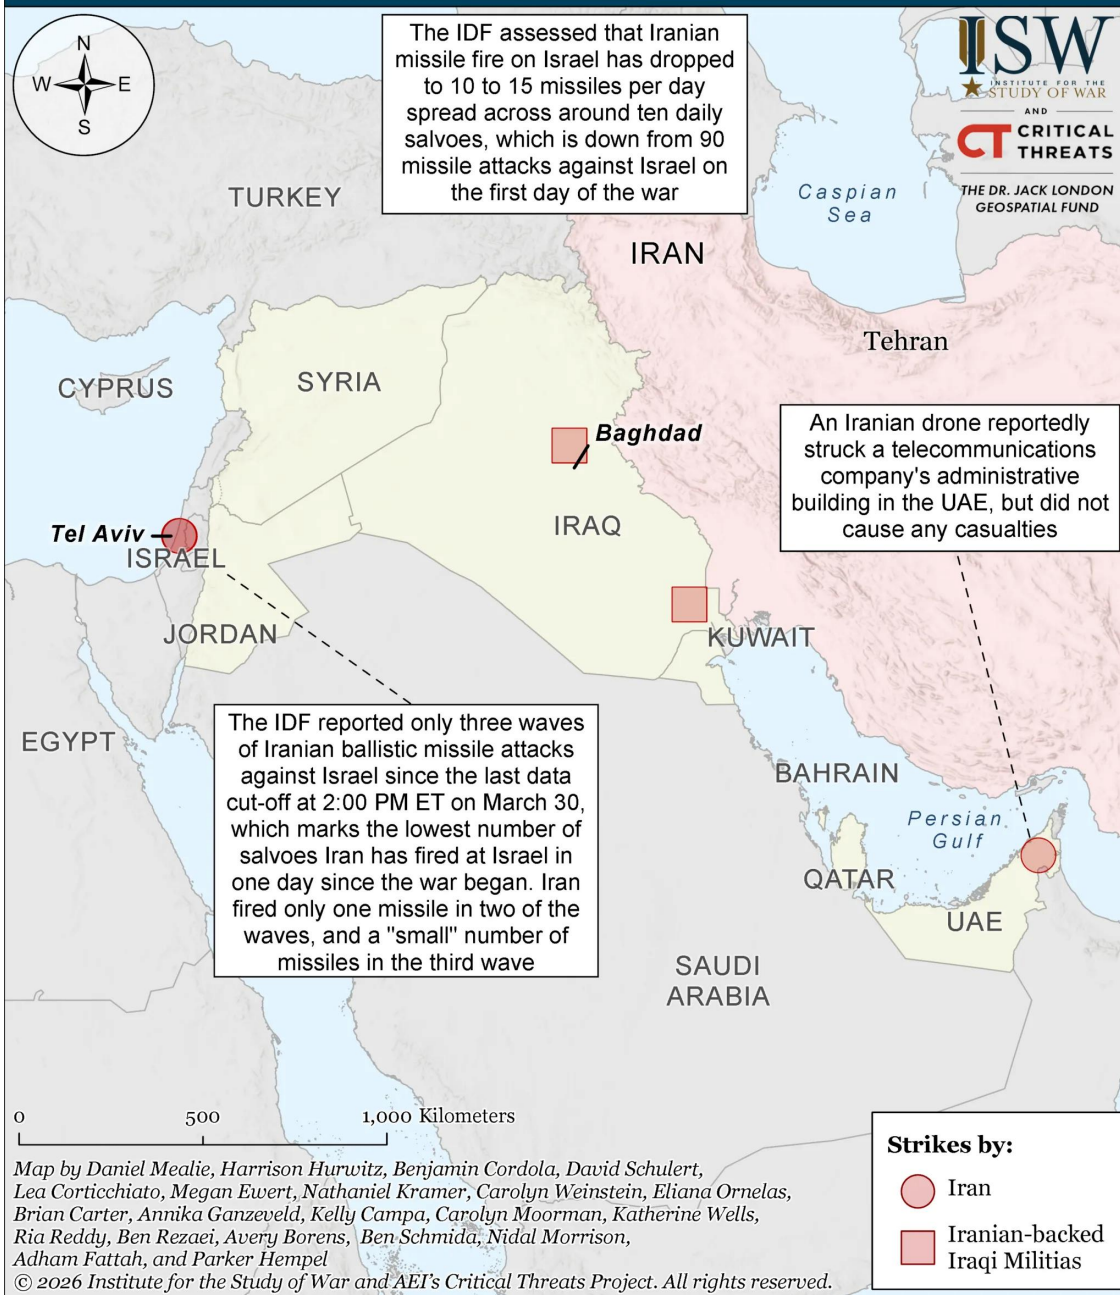 N
W E
S
The IDF assessed that Iranian
missile fire on Israel has dropped
to 10 to 15 missiles per day
spread across around ten daily
salvoes, which is down from 90
missile attacks against Israel on
the first day of the war
ISW
INSTITUTE FOR THE
STUDY OF WAR
AND
CT CRITICAL
THREATS
THE DR. JACK LONDON
GEOSPATIAL FUND
TURKEY
Caspian
Sea
IRAN
Tehran
CYPRUS
SYRIA
Baghdad
An Iranian drone reportedly
struck a telecommunications
company's administrative
building in the UAE, but did not
cause any casualties
IRAQ
Tel Aviv
ISRAEL
JORDAN
KUWAIT
EGYPT
The IDF reported only three waves
of Iranian ballistic missile attacks
against Israel since the last data
cut-off at 2:00 PM ET on March 30,
which marks the lowest number of
salvoes Iran has fired at Israel in
one day since the war began. Iran
fired only one missile in two of the
waves, and a "small" number of
missiles in the third wave
BAHRAIN
Persian
Gulf
QATAR
UAE
SAUDI
ARABIA
0 500 1,000 Kilometers
Map by Daniel Mealie, Harrison Hurwitz, Benjamin Cordola, David Schulert,
Lea Corticchiato, Megan Ewert, Nathaniel Kramer, Carolyn Weinstein, Eliana Ornelas,
Brian Carter, Annika Ganzeveld, Kelly Campa, Carolyn Moorman, Katherine Wells,
Ria Reddy, Ben Rezaei, Avery Borens, Ben Schmida, Nidal Morrison,
Adham Fattah, and Parker Hempel
© 2026 Institute for the Study of War and AEI's Critical Threats Project. All rights reserved.
Strikes by:
Iran
Iranian-backed
Iraqi Militias